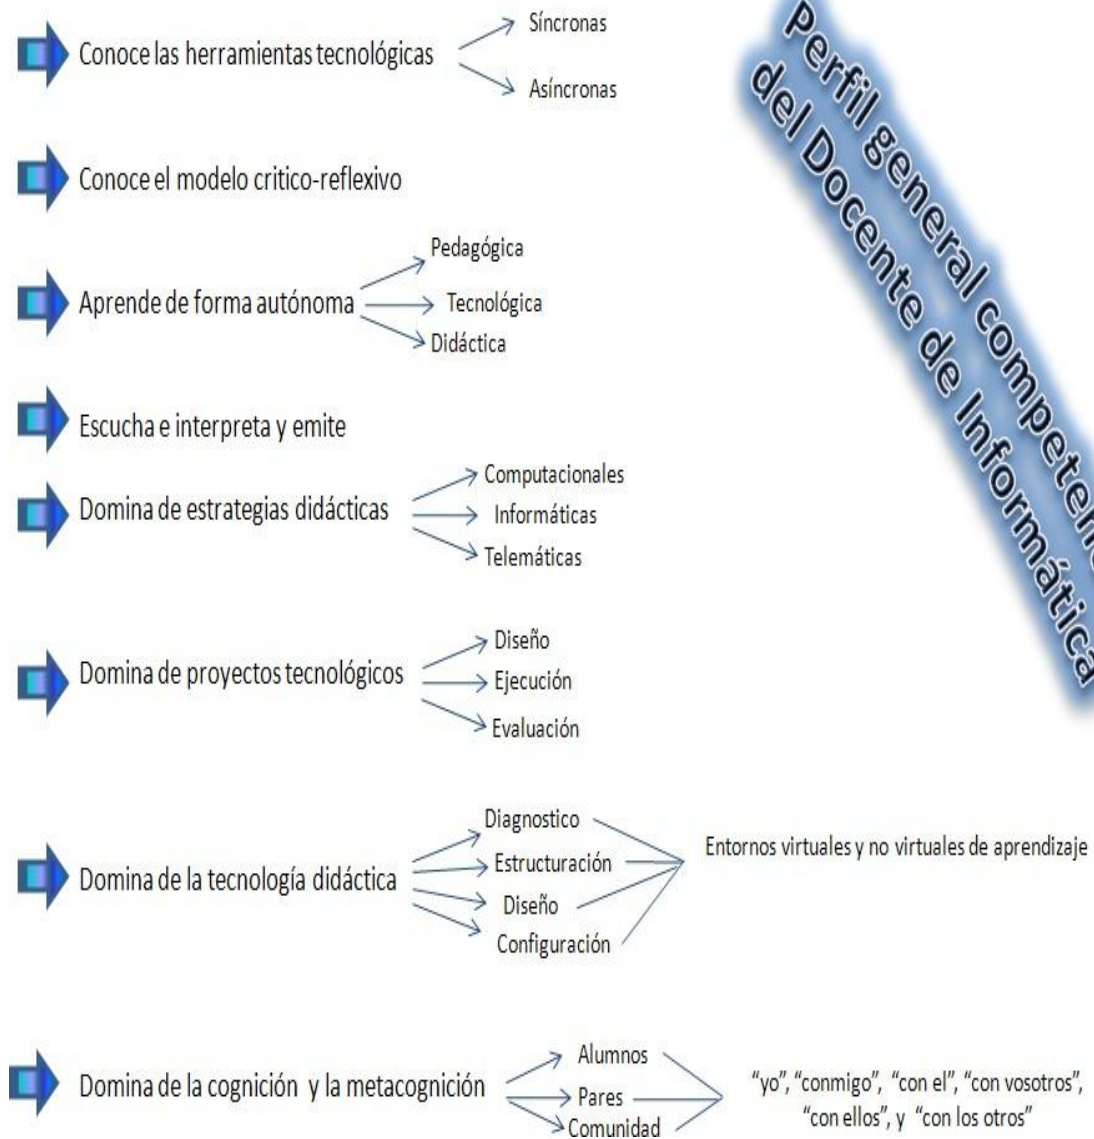 Perfil general
del Docente de Informática
Conoce las herramientas tecnológicas
Síncronas
Asíncronas
Conoce el modelo critico-reflexivo
Aprende de forma autónoma
Pedagógica
Tecnológica
Didáctica
Escucha e interpreta y emite
Domina de estrategias didácticas
Computacionales
Informáticas
Telemáticas
Domina de proyectos tecnológicos
Diseño
Ejecución
Evaluación
Domina de la tecnología didáctica
Diagnostico
Estructuración
Diseño
Configuración
Entornos virtuales y no virtuales de aprendizaje
Domina de la cognición y la metacognición
Alumnos
Pares
Comunidad
"yo", "conmigo", "con el", "con vosotros",
"con ellos", y "con los otros"